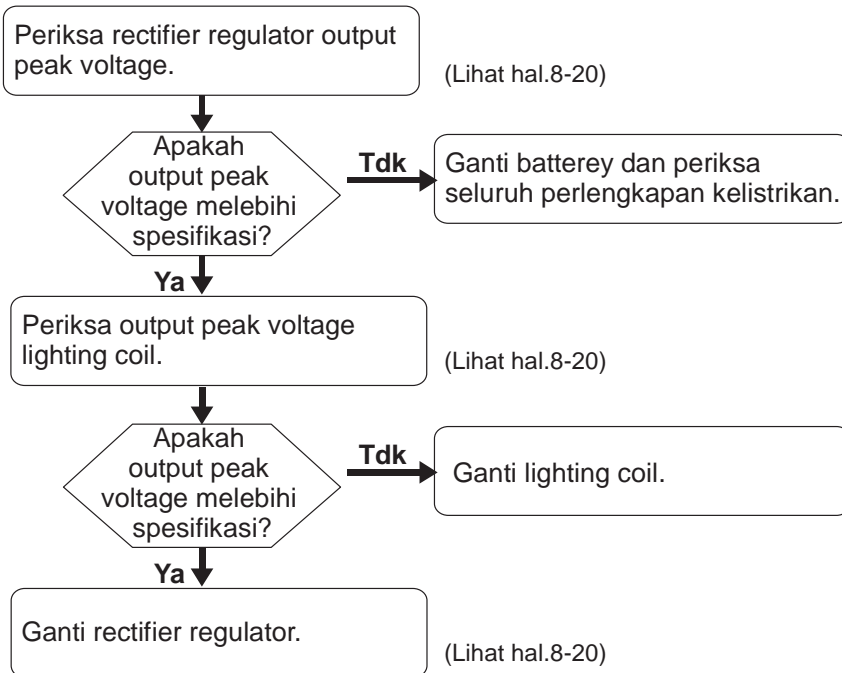 Periksa rectifier regulator output
peak voltage.
(Lihat hal.8-20)
Apakah
output peak
voltage melebihi
spesifikasi?
Tdk
Ganti batterey dan periksa
seluruh perlengkapan kelistrikan.
Ya
Periksa output peak voltage
lighting coil.
(Lihat hal.8-20)
Apakah
output peak
voltage melebihi
spesifikasi?
Tdk
Ganti lighting coil.
Ya
Ganti rectifier regulator.
(Lihat hal.8-20)